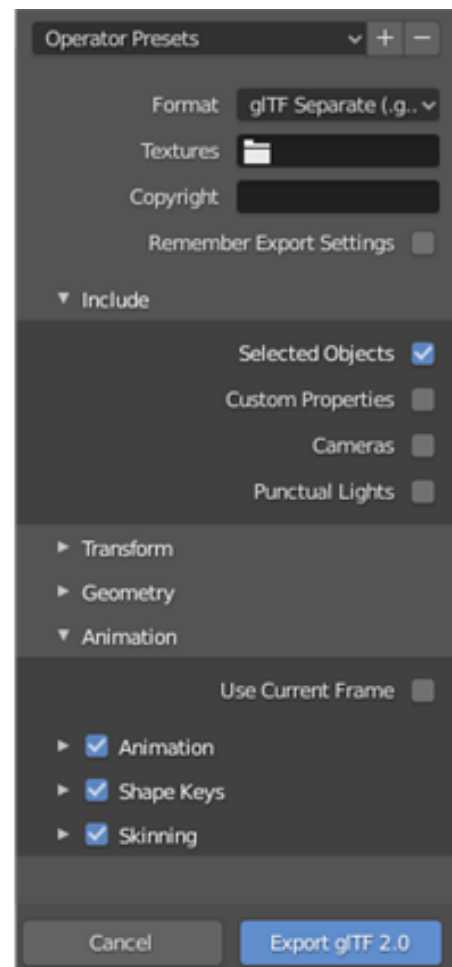 Operator Presets
Format glTF Separate (.g..
Textures
Copyright
Remember Export Settings
Include
Selected Objects
Custom Properties
Cameras
Punctual Lights
Transform
Geometry
Animation
Use Current Frame
Animation
Shape Keys
Skinning
Cancel Export glTF 2.0